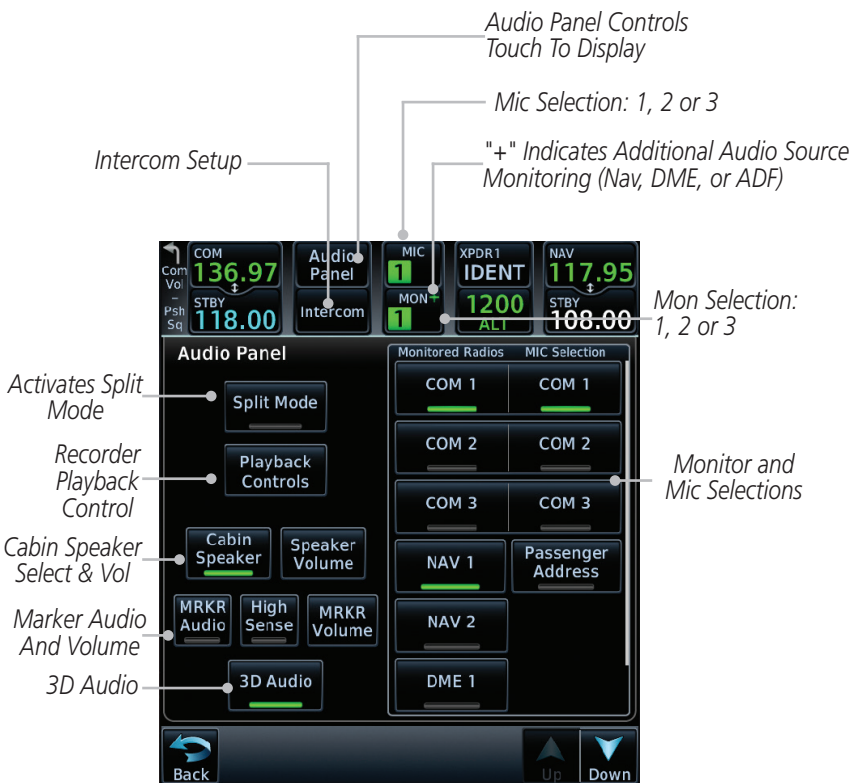 Audio Panel Controls
Touch To Display
Mic Selection: 1, 2 or 3
"+" Indicates Additional Audio Source
Monitoring (Nav, DME, or ADF)
Intercom Setup
Com
Vol
–
Psh
Sq
COM
136.97
STBY
118.00
Audio
Panel
Intercom
MIC
1
MON+
1
XPDR1
IDENT
1200
ALT
NAV
117.95
STBY
108.00
Mon Selection:
1, 2 or 3
Audio Panel
Monitored Radios MIC Selection
Activates Split
Mode
Split Mode
COM 1 COM 1
Recorder
Playback
Control
Playback
Controls
COM 2 COM 2
COM 3 COM 3
Monitor and
Mic Selections
Cabin Speaker
Select & Vol
Cabin
Speaker
Speaker
Volume
NAV 1
Passenger
Address
Marker Audio
And Volume
MRKR
Audio
High
Sense
MRKR
Volume
NAV 2
3D Audio
3D Audio
DME 1
Back
Up
Down